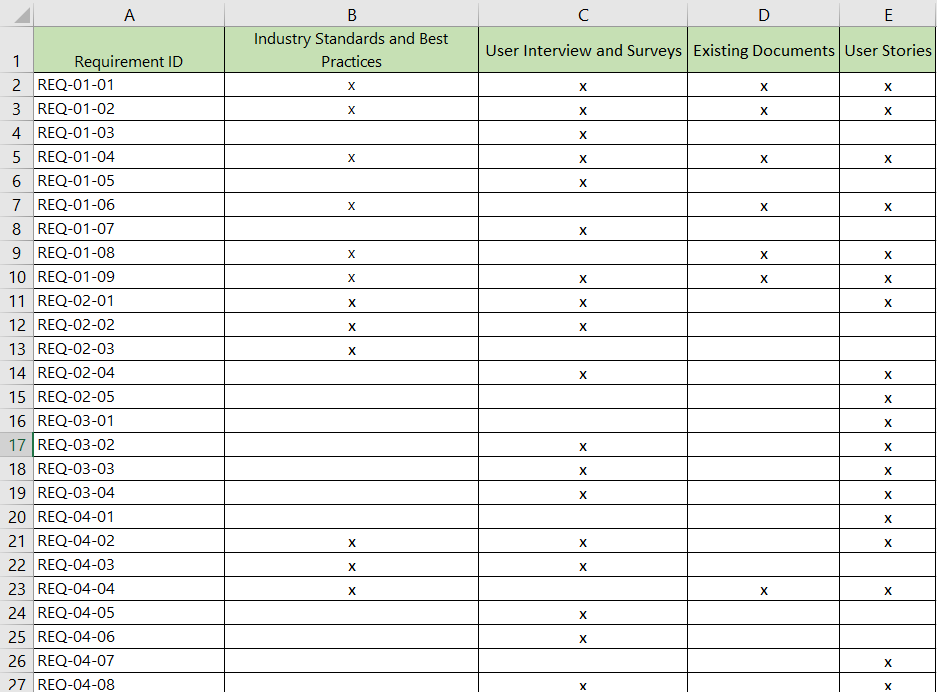 A B C D E
1 Requirement ID Industry Standards and Best Practices User Interview and Surveys Existing Documents User Stories
2 REQ-01-01 x x x x
3 REQ-01-02 x x x x
4 REQ-01-03 x
5 REQ-01-04 x x x x
6 REQ-01-05 x
7 REQ-01-06 x x x
8 REQ-01-07 x
9 REQ-01-08 x x x
10 REQ-01-09 x x x x
11 REQ-02-01 x x x
12 REQ-02-02 x x
13 REQ-02-03 x
14 REQ-02-04 x x
15 REQ-02-05 x
16 REQ-03-01 x
17 REQ-03-02 x x
18 REQ-03-03 x x
19 REQ-03-04 x x
20 REQ-04-01 x
21 REQ-04-02 x x x
22 REQ-04-03 x x
23 REQ-04-04 x x x
24 REQ-04-05 x
25 REQ-04-06 x
26 REQ-04-07 x
27 REQ-04-08 x x